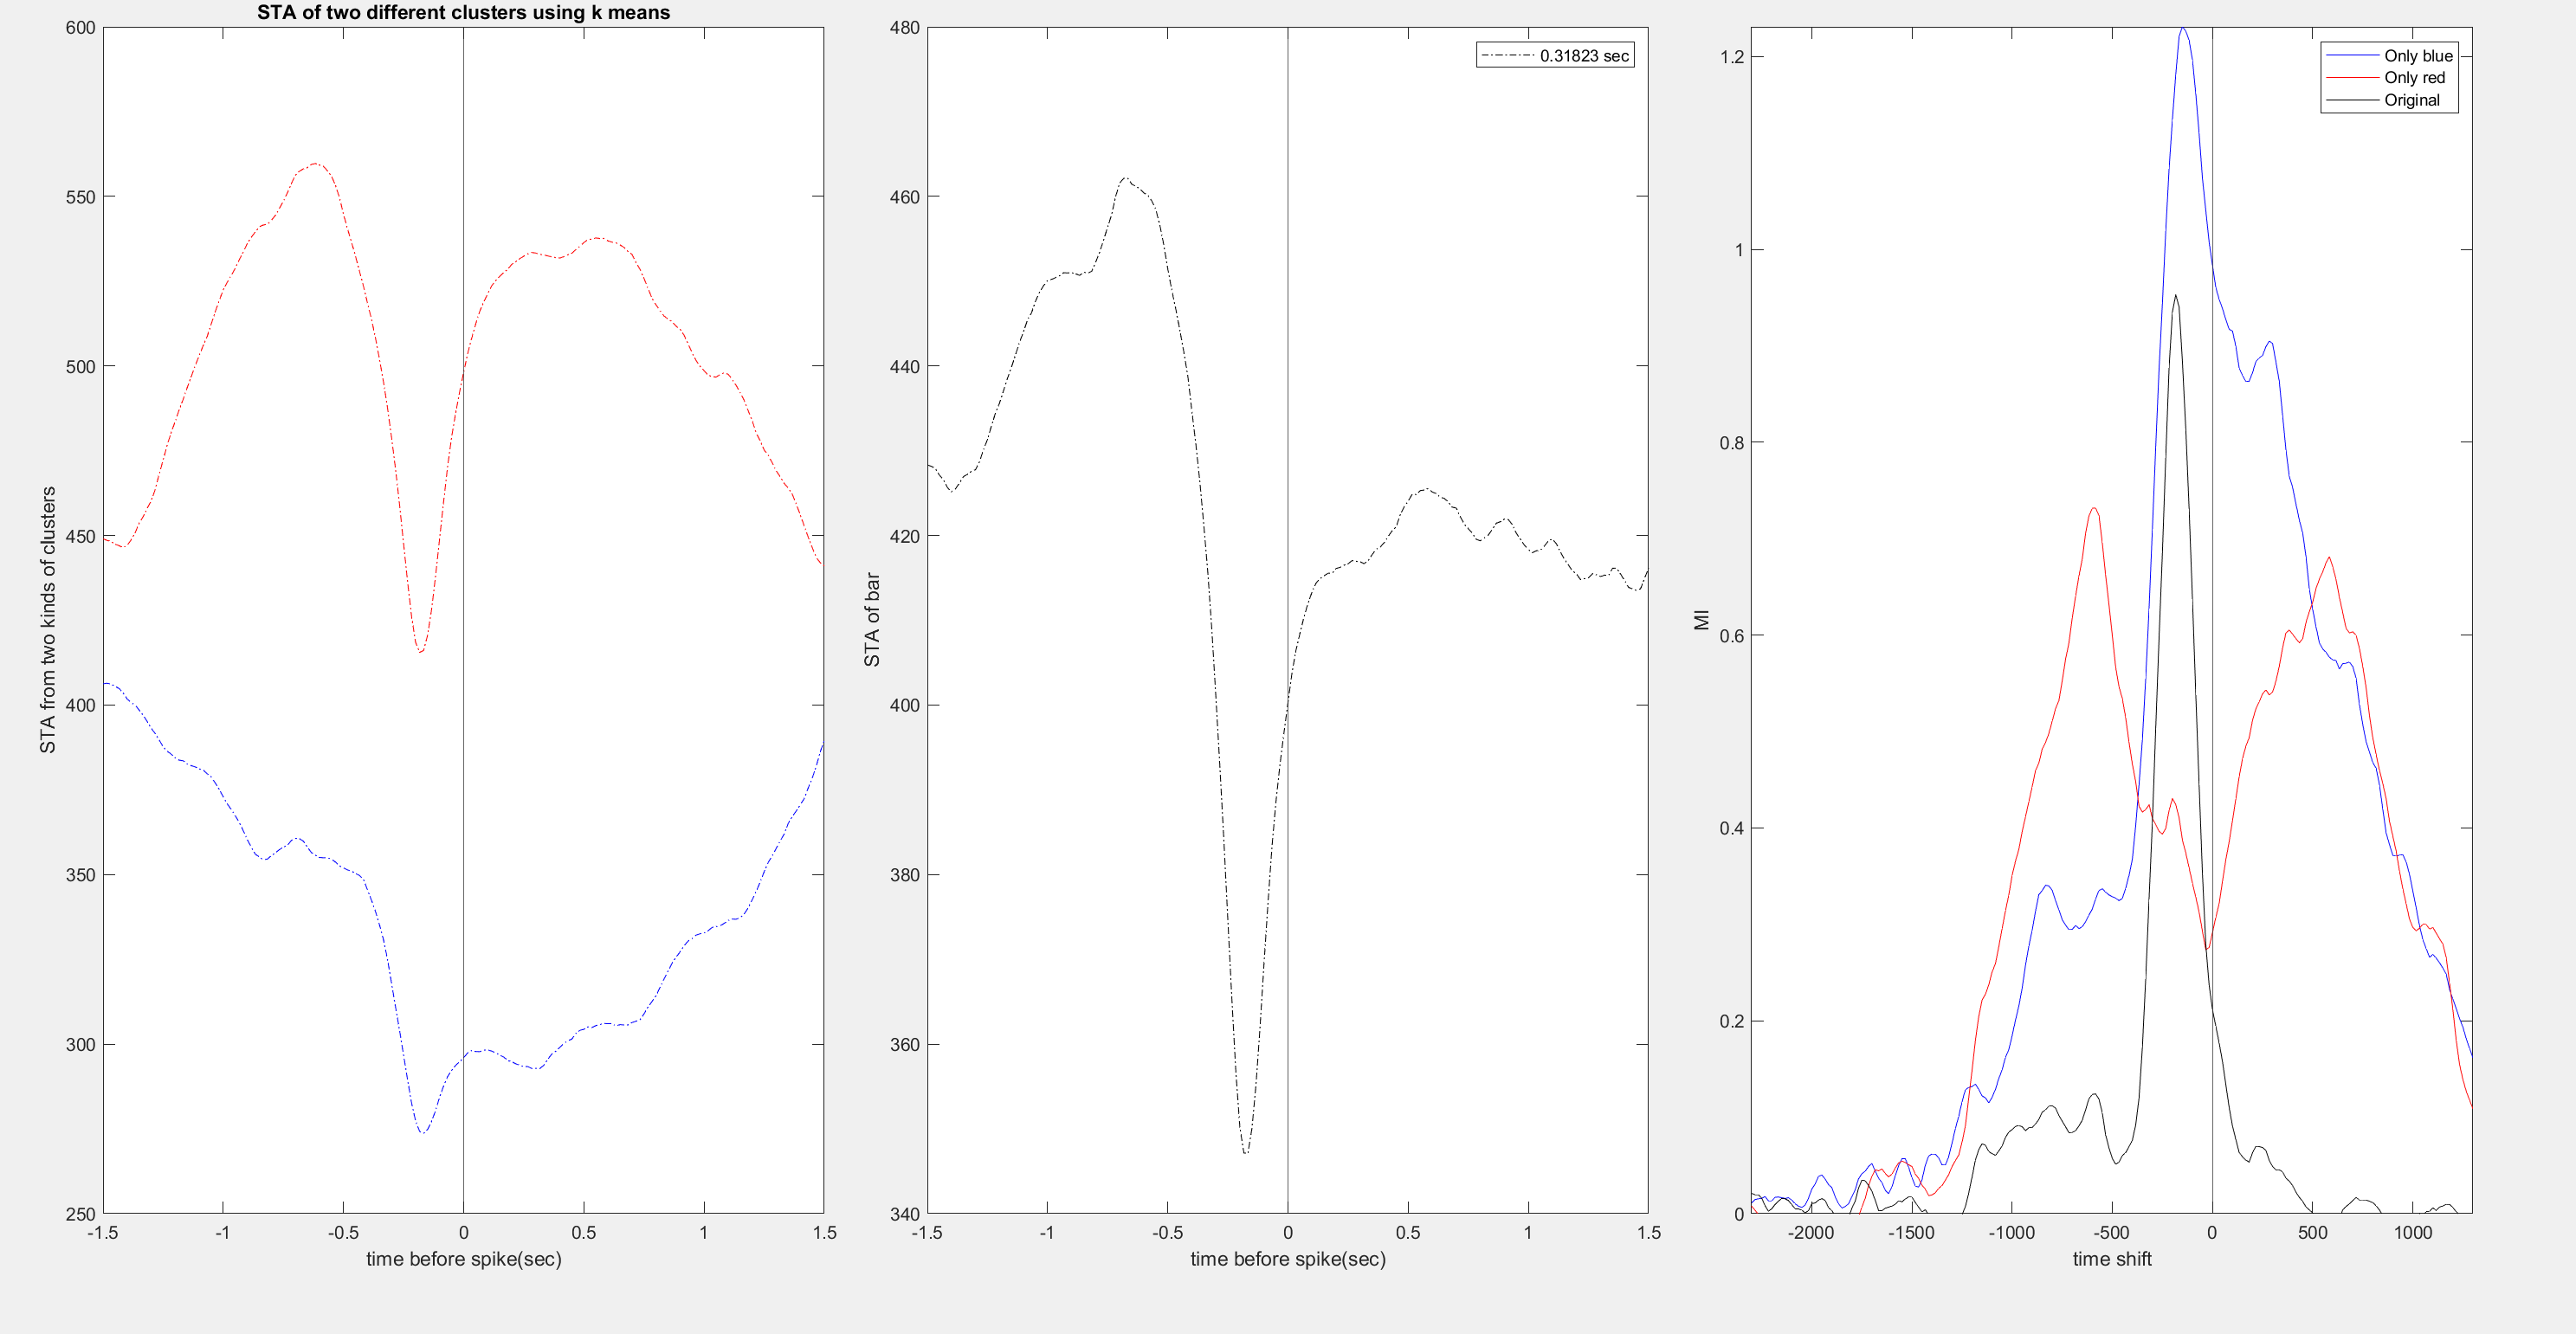 STA of two different clusters using k means
STA from two kinds of clusters
600
550
500
450
400
350
300
250
-1.5 -1 -0.5 0 0.5 1 1.5
time before spike(sec)
STA of bar
480
460
440
420
400
380
360
340
0.31823 sec
-1.5 -1 -0.5 0 0.5 1 1.5
time before spike(sec)
MI
1.2
1
0.8
0.6
0.4
0.2
0
Only blue
Only red
Original
-2000 -1500 -1000 -500 0 500 1000
time shift